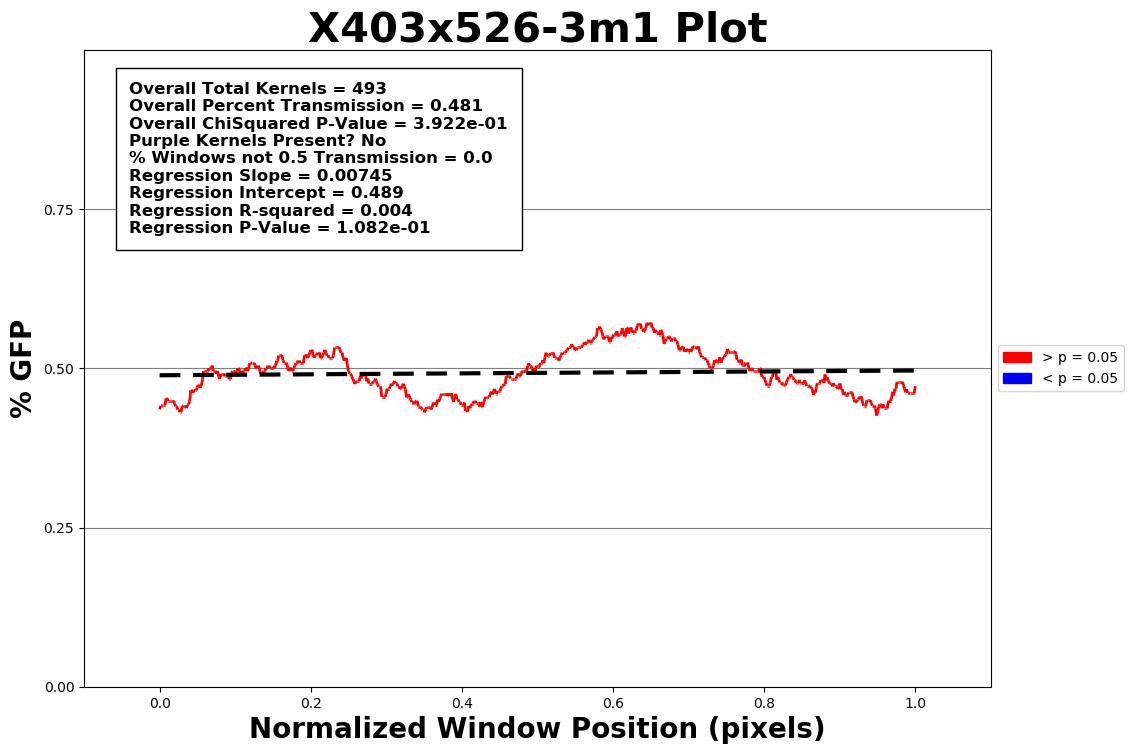 X403x526-3m1 Plot
Overall Total Kernels = 493
Overall Percent Transmission = 0.481
Overall ChiSquared P-Value = 3.922e-01
Purple Kernels Present? No
% Windows not 0.5 Transmission = 0.0
Regression Slope = 0.00745
Regression Intercept = 0.489
Regression R-squared = 0.004
Regression P-Value = 1.082e-01
% GFP
0.75
0.50
0.25
0.00
> p = 0.05
< p = 0.05
0.0 0.2 0.4 0.6 0.8 1.0
Normalized Window Position (pixels)